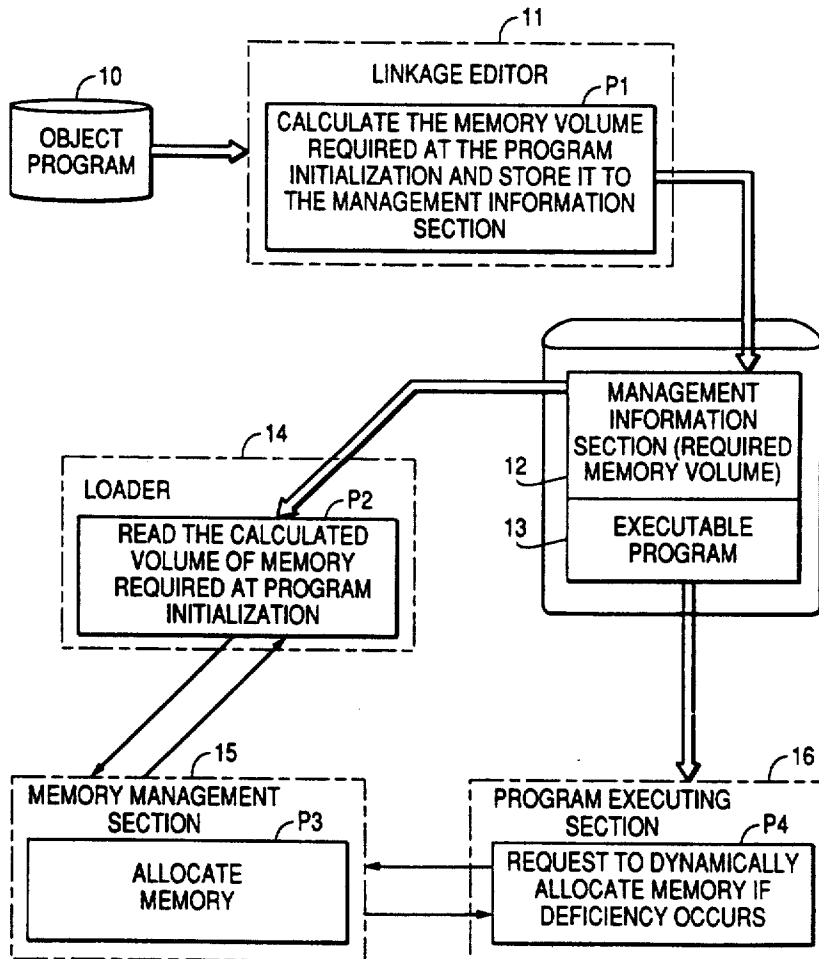 11
LINKAGE EDITOR
10
OBJECT
PROGRAM
P1
CALCULATE THE MEMORY VOLUME
REQUIRED AT THE PROGRAM
INITIALIZATION AND STORE IT TO
THE MANAGEMENT INFORMATION
SECTION
MANAGEMENT
INFORMATION
SECTION (REQUIRED
MEMORY VOLUME)
12
13
EXECUTABLE
PROGRAM
14
LOADER
P2
READ THE CALCULATED
VOLUME OF MEMORY
REQUIRED AT PROGRAM
INITIALIZATION
15
MEMORY MANAGEMENT
SECTION
P3
ALLOCATE
MEMORY
16
PROGRAM EXECUTING
SECTION
P4
REQUEST TO DYNAMICALLY
ALLOCATE MEMORY IF
DEFICIENCY OCCURS